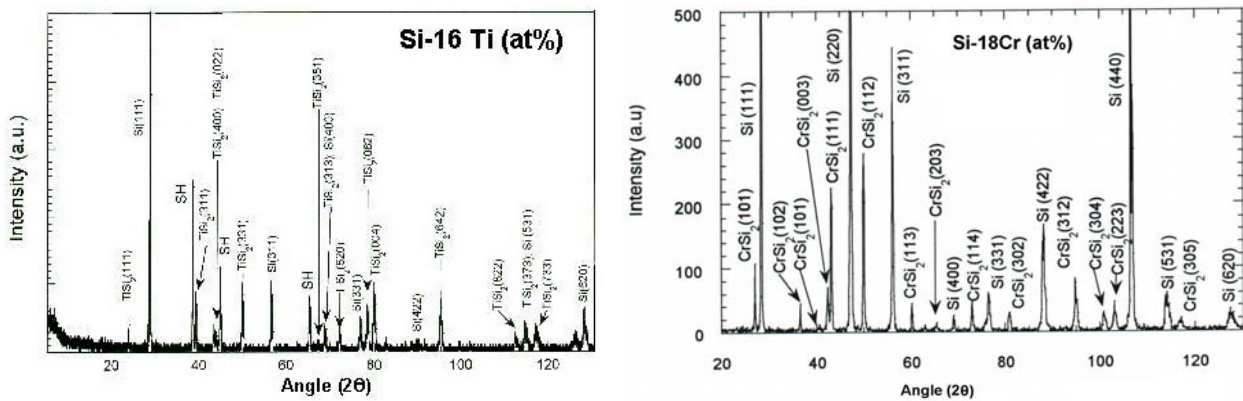 Si-16 Ti (at%)
Intensity (a.u.)
TiSi2(111)
Si(111)
SH
TiSi2(311)
TiSi2(400)
TiSi2(022)
SH
TiSi2(331)
Si(311)
SH
TiSi2(351)
TiSi2(313) Si(400)
Si(331)
TiSi2(062)
TiSi2(004)
Si(422)
TiSi2(642)
TiSi2(622)
TiSi2(373), Si (531)
TiSi2(733)
Si(620)
20 40 60 80 100 120
Angle (2θ)
Si-18Cr (at%)
Intensity (a.u)
500
400
300
200
100
0
CrSi2(101)
Si (111)
CrSi2(102)
CrSi2(101)
CrSi2(003)
CrSi2(111)
Si (220)
CrSi2(112)
Si (311)
CrSi2(113)
CrSi2(203)
Si (400)
CrSi2(114)
Si (331)
CrSi2(302)
Si (422)
CrSi2(312)
CrSi2(304)
CrSi2(223)
Si (440)
Si (531)
CrSi2(305)
Si (620)
20 40 60 80 100 120
Angle (2θ)